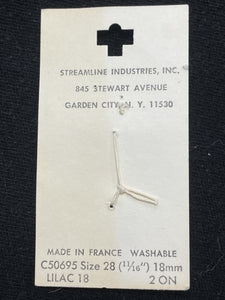 STREAMLINE INDUSTRIES, INC.
845 STEWART AVENUE
GARDEN CITY, N. Y. 11530
MADE IN FRANCE WASHABLE
C50695 Size 28 (11/16") 18mm
LILAC 18 2 ON